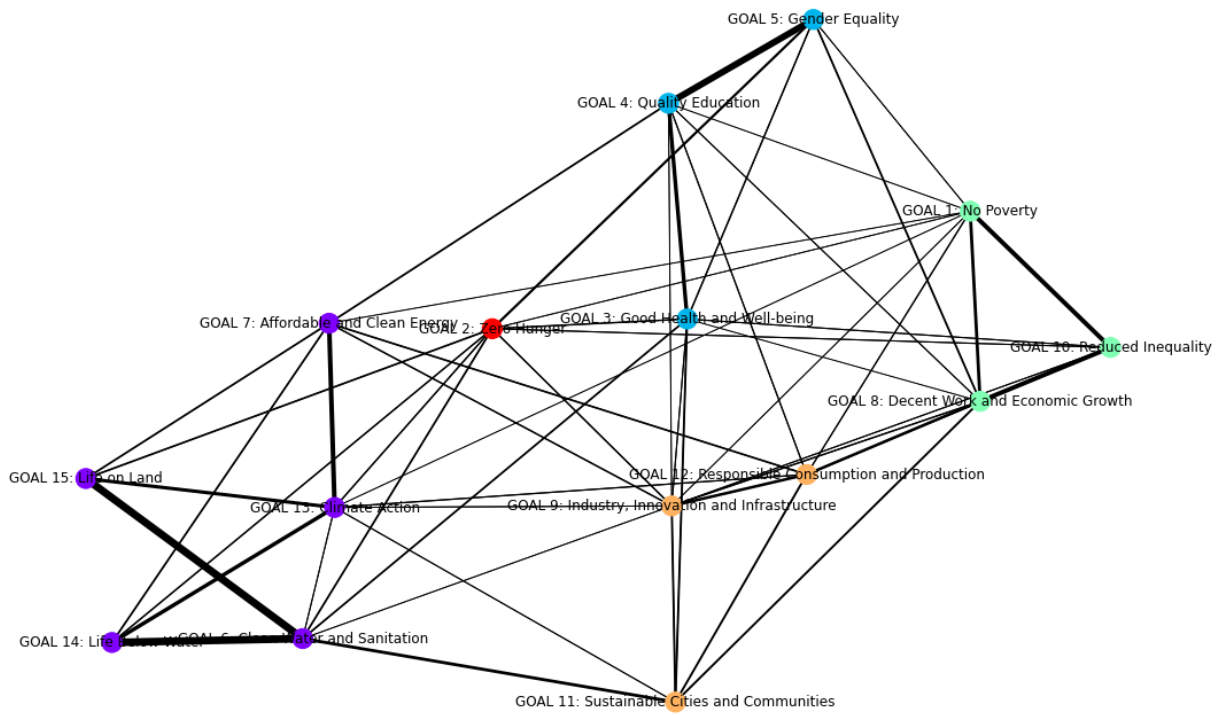 GOAL 5: Gender Equality
GOAL 4: Quality Education
GOAL 1: No Poverty
GOAL 7: Affordable and Clean Energy
GOAL 2: Zero Hunger
GOAL 3: Good Health and Well-being
GOAL 10: Reduced Inequality
GOAL 8: Decent Work and Economic Growth
GOAL 15: Life on Land
GOAL 12: Responsible Consumption and Production
GOAL 13: Climate Action
GOAL 9: Industry, Innovation and Infrastructure
GOAL 14: Life Below Water
GOAL 6: Clean Water and Sanitation
GOAL 11: Sustainable Cities and Communities